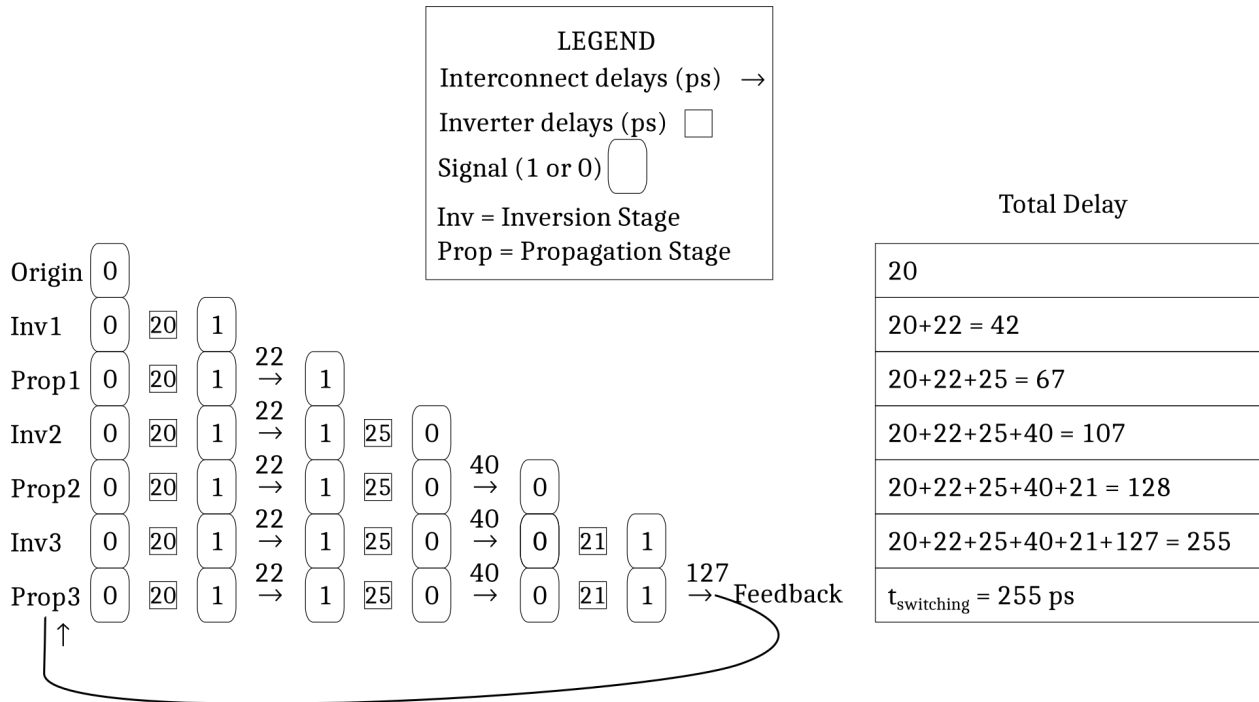 LEGEND
Interconnect delays (ps) →
Inverter delays (ps)
Signal (1 or 0)
Inv = Inversion Stage
Prop = Propagation Stage
Total Delay
Origin 0 20
Inv1 0 20 1 20+22 = 42
22
Prop1 0 20 1 → 1 20+22+25 = 67
22
Inv2 0 20 1 → 1 25 0 20+22+25+40 = 107
22 40
Prop2 0 20 1 → 1 25 0 → 0 20+22+25+40+21 = 128
22 40
Inv3 0 20 1 → 1 25 0 → 0 21 1 20+22+25+40+21+127 = 255
22 40 127
Prop3 0 20 1 → 1 25 0 → 0 21 1 → Feedback tswitching = 255 ps
↑